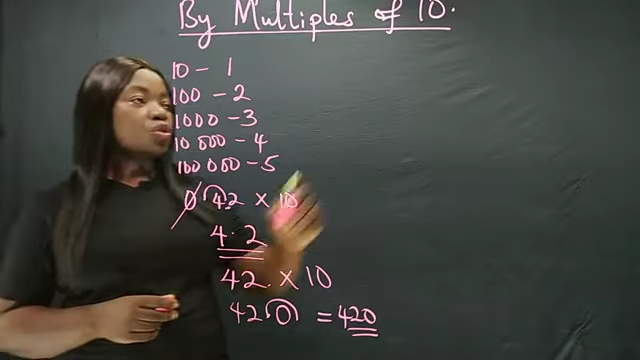 By Multiples of 10.
10 - 1
100 - 2
1000 - 3
10 000 - 4
100 000 - 5
0.42 × 10
4.2
42. × 10
420 = 420